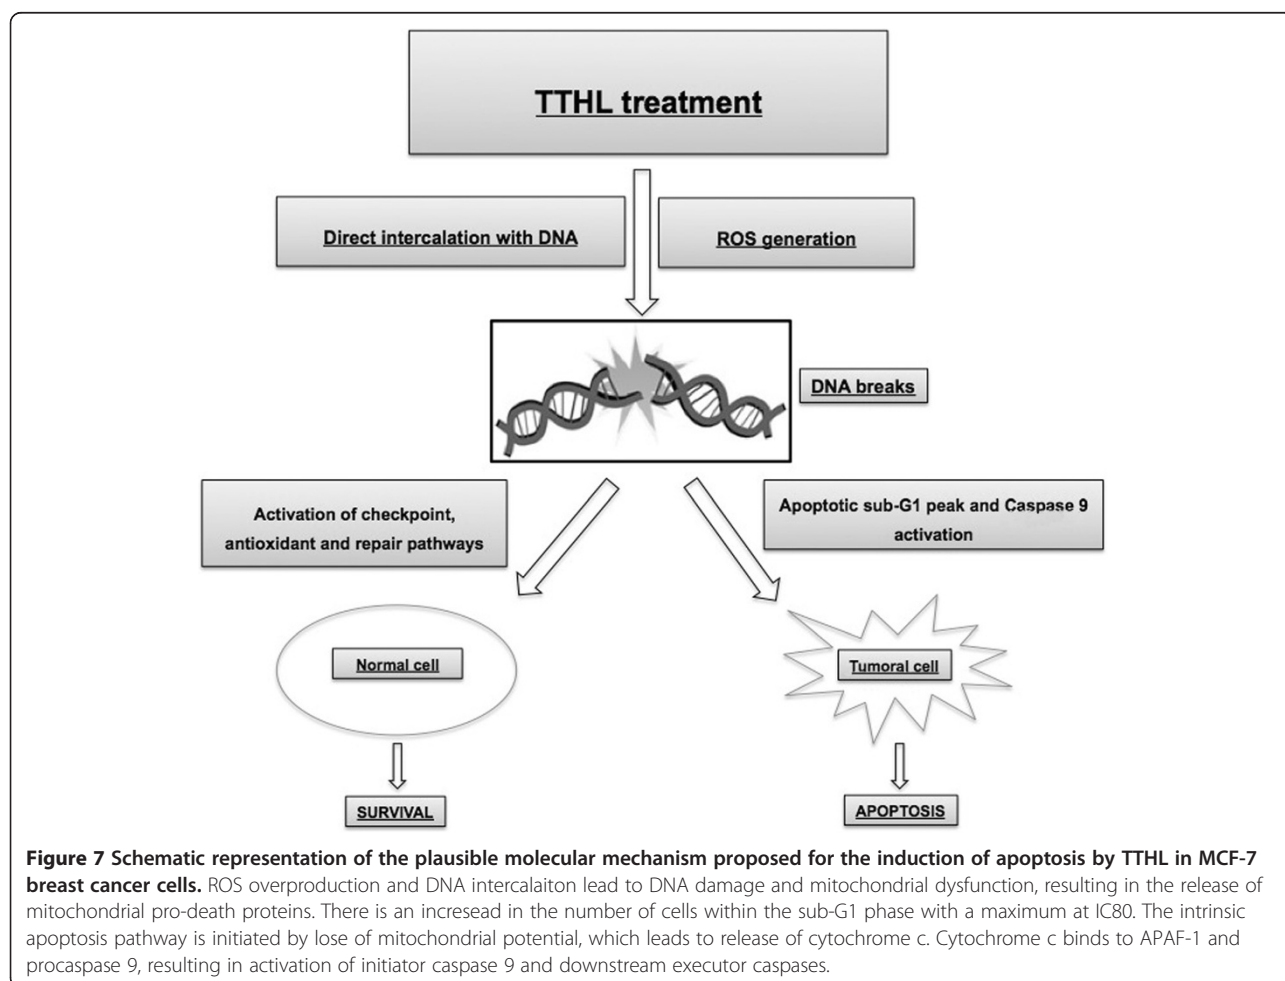 TTHL treatment
Direct intercalation with DNA
ROS generation
DNA breaks
Activation of checkpoint,
antioxidant and repair pathways
Apoptotic sub-G1 peak and Caspase 9
activation
Normal cell
Tumoral cell
SURVIVAL
APOPTOSIS
Figure 7 Schematic representation of the plausible molecular mechanism proposed for the induction of apoptosis by TTHL in MCF-7
breast cancer cells. ROS overproduction and DNA intercalaiton lead to DNA damage and mitochondrial dysfunction, resulting in the release of
mitochondrial pro-death proteins. There is an incresead in the number of cells within the sub-G1 phase with a maximum at IC80. The intrinsic
apoptosis pathway is initiated by lose of mitochondrial potential, which leads to release of cytochrome c. Cytochrome c binds to APAF-1 and
procaspase 9, resulting in activation of initiator caspase 9 and downstream executor caspases.